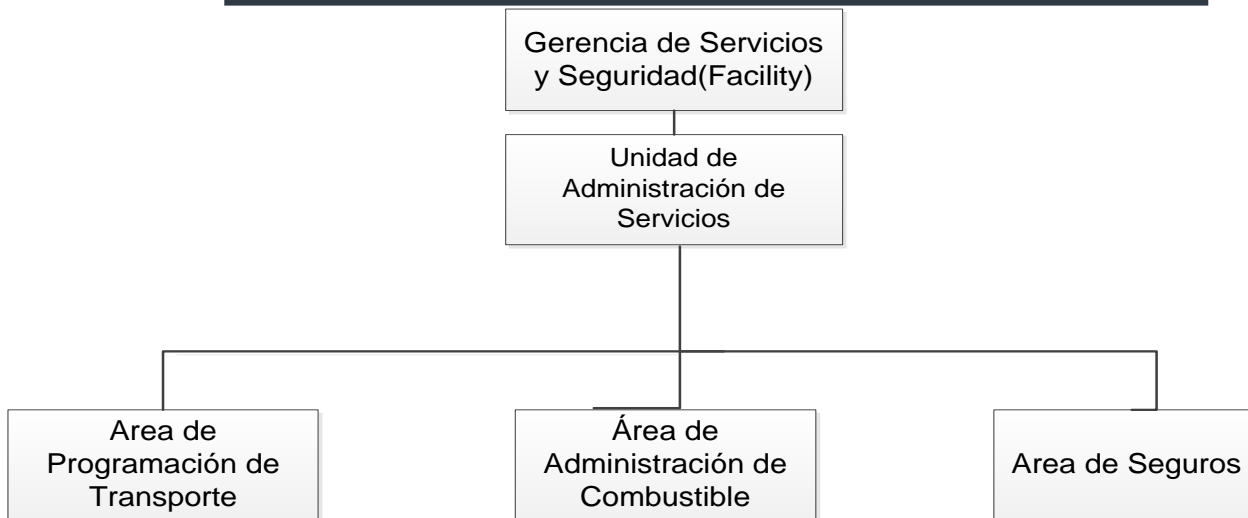 Gerencia de Servicios
y Seguridad(Facility)
Unidad de
Administración de
Servicios
Area de
Programación de
Transporte
Área de
Administración de
Combustible
Area de Seguros